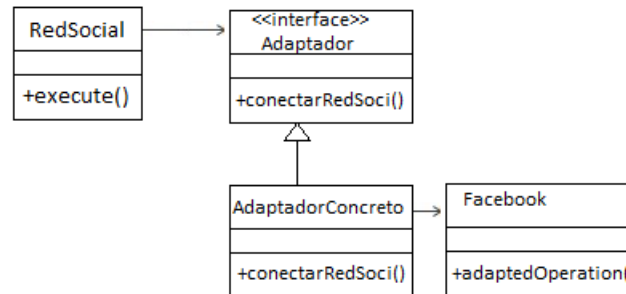 RedSocial
+execute()
<<interface>>
Adaptador
+conectarRedSoci()
AdaptadorConcreto
+conectarRedSoci()
Facebook
+adaptedOperation(